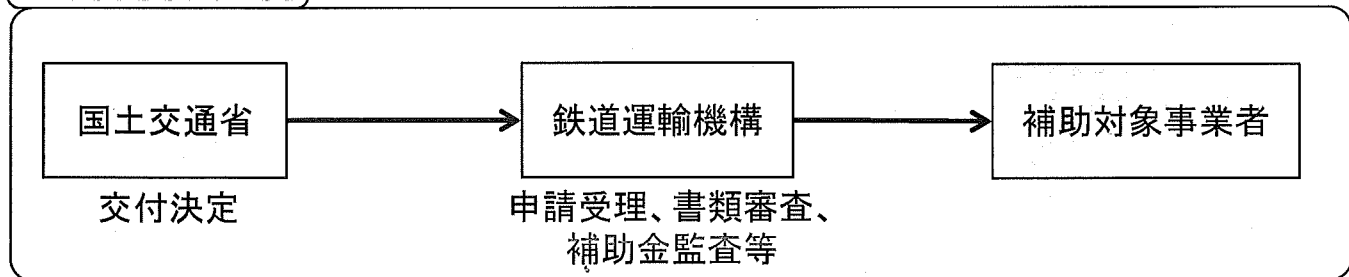 国土交通省
鉄道運輸機構
補助対象事業者
交付決定
申請受理、書類審査、
補助金監査等